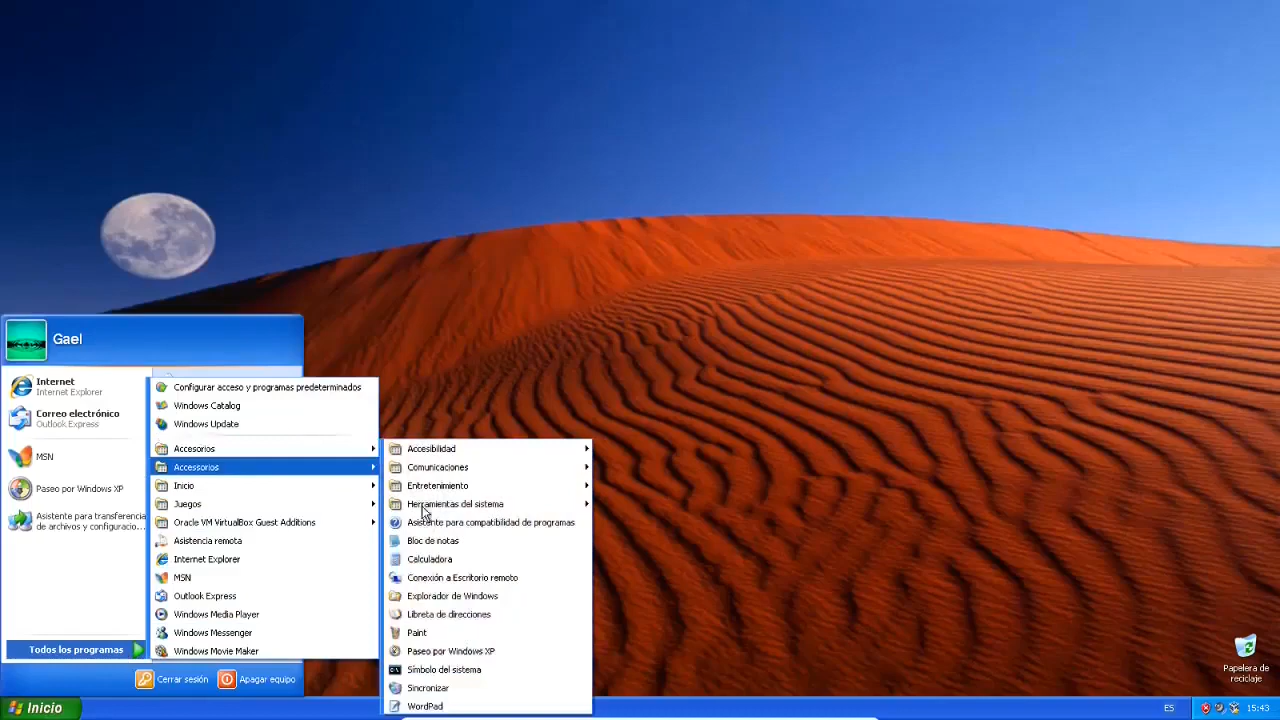 Gael
Internet
Internet Explorer
Correo electrónico
Outlook Express
MSN
Paseo por Windows XP
Asistente para transferencia
de archivos y configuracio...
Todos los programas
Cerrar sesión
Apagar equipo
Configurar acceso y programas predeterminados
Windows Catalog
Windows Update
Accesorios
Accessorios
Inicio
Juegos
Oracle VM VirtualBox Guest Additions
Asistencia remota
Internet Explorer
MSN
Outlook Express
Windows Media Player
Windows Messenger
Windows Movie Maker
Accesibilidad
Comunicaciones
Entretenimiento
Herramientas del sistema
Asistente para compatibilidad de programas
Bloc de notas
Calculadora
Conexión a Escritorio remoto
Explorador de Windows
Libreta de direcciones
Paint
Paseo por Windows XP
Símbolo del sistema
Sincronizar
WordPad
Papelera de
reciclaje
Inicio
ES
15:43